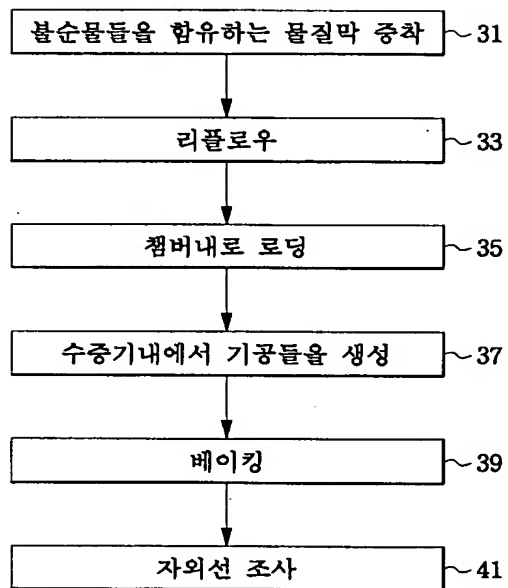 불순물들을 함유하는 물질막 증착 31
리플로우 33
챔버내로 로딩 35
수증기내에서 기공들을 생성 37
베이킹 39
자외선 조사 41